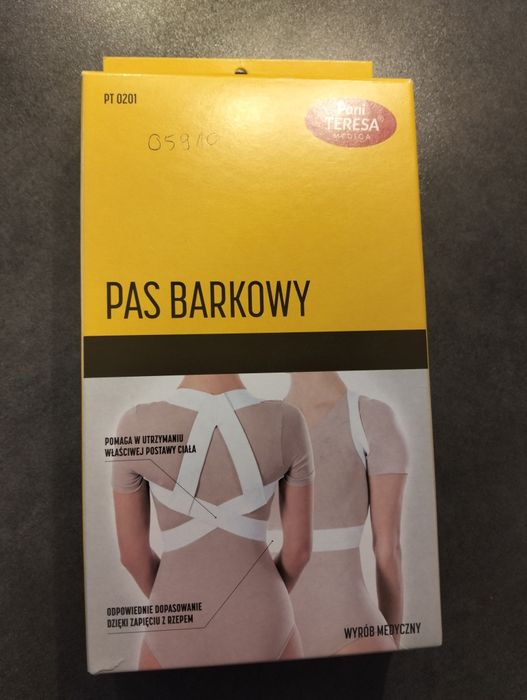 PT 0201
Pani
TERESA®
MEDICA
05910
PAS BARKOWY
POMAGA W UTRZYMANIU
WŁAŚCIWEJ POSTAWY CIAŁA
ODPOWIEDNIE DOPASOWANIE
DZIĘKI ZAPIĘCIU Z RZEPEM
WYRÓB MEDYCZNY